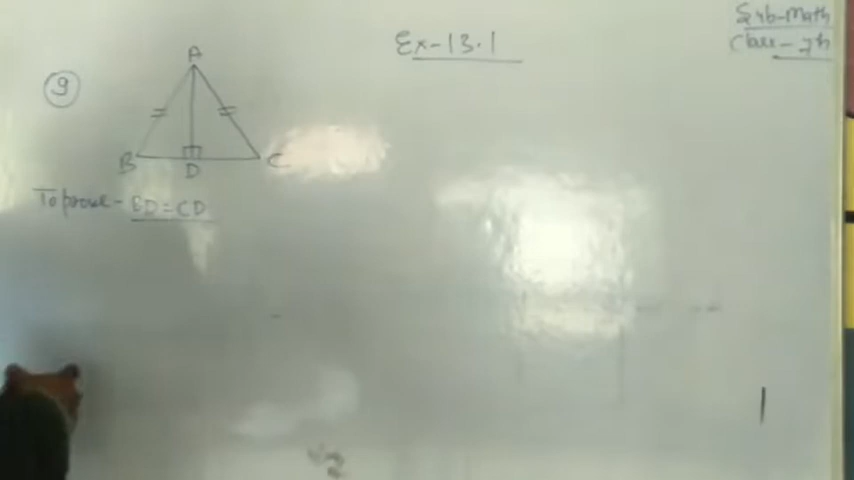 Sub-Math
Class-7th
Ex-13.1
9
A
B
D
C
To prove- BD=CD